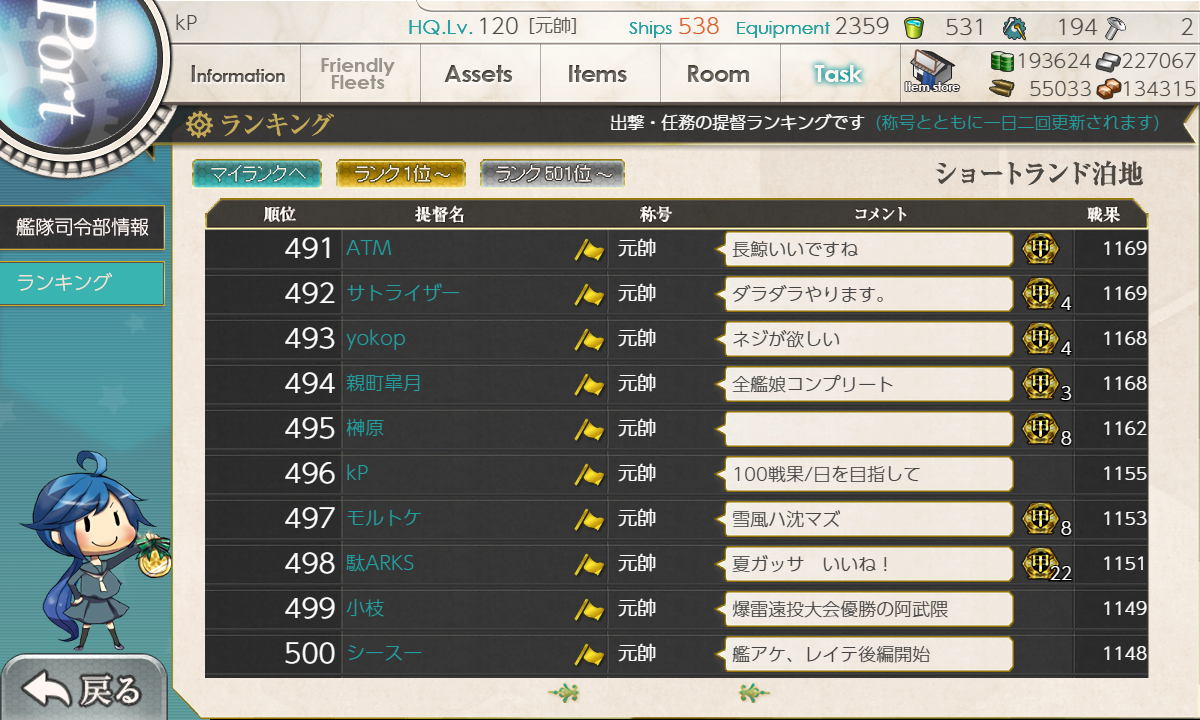 kP
HQ.Lv. 120 [元帥] Ships 538 Equipment 2359 531 194 2
Port
Information Friendly Fleets Assets Items Room Task Item store 193624 227067
55033 134315
ランキング 出撃・任務の提督ランキングです (称号とともに一日二回更新されます)
マイランクへ ランク1位~ ランク501位~ ショートランド泊地
艦隊司令部情報
ランキング
順位 提督名 称号 コメント 戦果
491 ATM 元帥 長鯨いいですね 甲 1169
492 サトライザー 元帥 ダラダラやります。 甲4 1169
493 yokop 元帥 ネジが欲しい 甲4 1168
494 親町皐月 元帥 全艦娘コンプリート 甲3 1168
495 榊原 元帥 甲8 1162
496 kP 元帥 100戦果/日を目指して 1155
497 モルトケ 元帥 雪風ハ沈マズ 甲8 1153
498 駄ARKS 元帥 夏ガッサ いいね! 甲22 1151
499 小枝 元帥 爆雷遠投大会優勝の阿武隈 1149
500 シースー 元帥 艦アケ、レイテ後編開始 1148
戻る